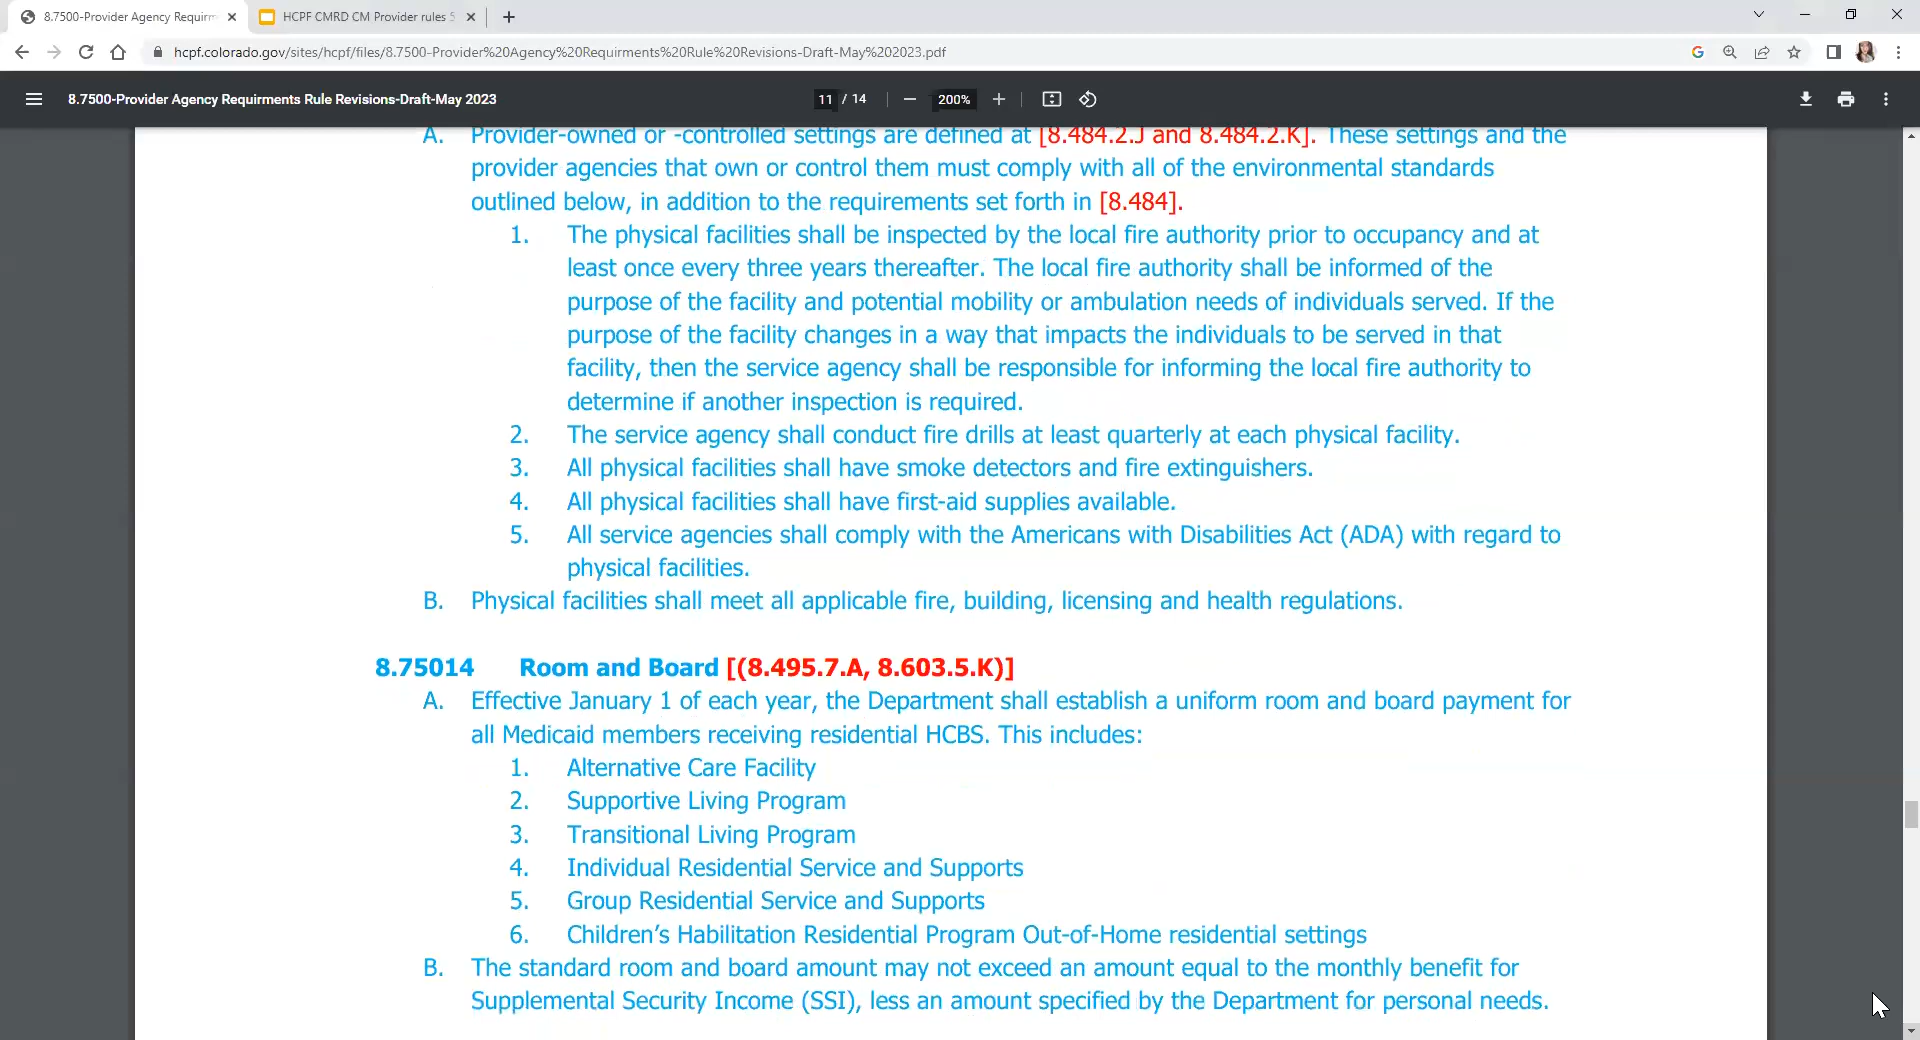 8.7500-Provider Agency Requirm
HCPF CMRD CM Provider rules 5
hcpf.colorado.gov/sites/hcpf/files/8.7500-Provider%20Agency%20Requirments%20Rule%20Revisions-Draft-May%202023.pdf
8.7500-Provider Agency Requirments Rule Revisions-Draft-May 2023
11 / 14
200%
A. Provider-owned or -controlled settings are defined at [8.484.2.J and 8.484.2.K]. These settings and the
provider agencies that own or control them must comply with all of the environmental standards
outlined below, in addition to the requirements set forth in [8.484].
1. The physical facilities shall be inspected by the local fire authority prior to occupancy and at
least once every three years thereafter. The local fire authority shall be informed of the
purpose of the facility and potential mobility or ambulation needs of individuals served. If the
purpose of the facility changes in a way that impacts the individuals to be served in that
facility, then the service agency shall be responsible for informing the local fire authority to
determine if another inspection is required.
2. The service agency shall conduct fire drills at least quarterly at each physical facility.
3. All physical facilities shall have smoke detectors and fire extinguishers.
4. All physical facilities shall have first-aid supplies available.
5. All service agencies shall comply with the Americans with Disabilities Act (ADA) with regard to
physical facilities.
B. Physical facilities shall meet all applicable fire, building, licensing and health regulations.
8.75014 Room and Board [(8.495.7.A, 8.603.5.K)]
A. Effective January 1 of each year, the Department shall establish a uniform room and board payment for
all Medicaid members receiving residential HCBS. This includes:
1. Alternative Care Facility
2. Supportive Living Program
3. Transitional Living Program
4. Individual Residential Service and Supports
5. Group Residential Service and Supports
6. Children’s Habilitation Residential Program Out-of-Home residential settings
B. The standard room and board amount may not exceed an amount equal to the monthly benefit for
Supplemental Security Income (SSI), less an amount specified by the Department for personal needs.